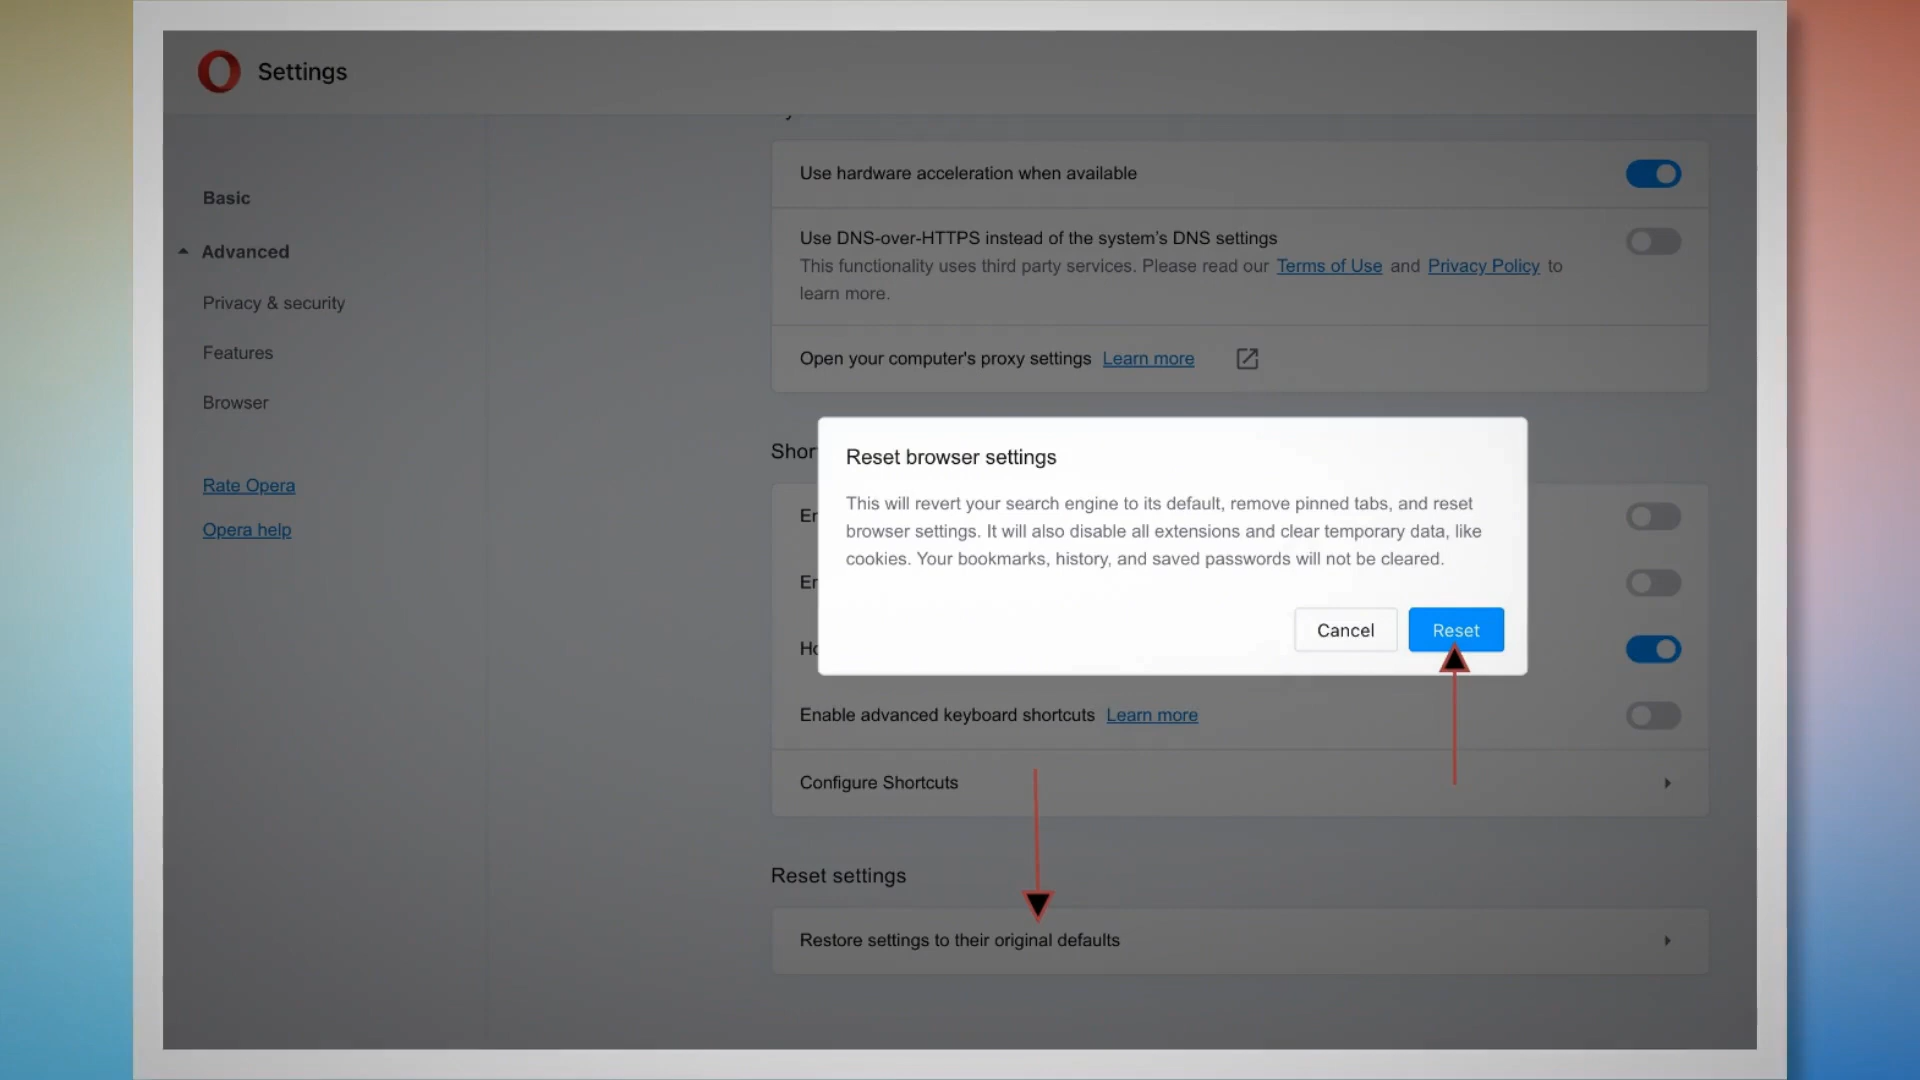 Settings
Basic
Advanced
Privacy & security
Features
Browser
Rate Opera
Opera help
Use hardware acceleration when available
Use DNS-over-HTTPS instead of the system's DNS settings
This functionality uses third party services. Please read our Terms of Use and Privacy Policy to
learn more.
Open your computer's proxy settings Learn more
Reset browser settings
This will revert your search engine to its default, remove pinned tabs, and reset
browser settings. It will also disable all extensions and clear temporary data, like
cookies. Your bookmarks, history, and saved passwords will not be cleared.
Cancel
Reset
Enable advanced keyboard shortcuts Learn more
Configure Shortcuts
Reset settings
Restore settings to their original defaults